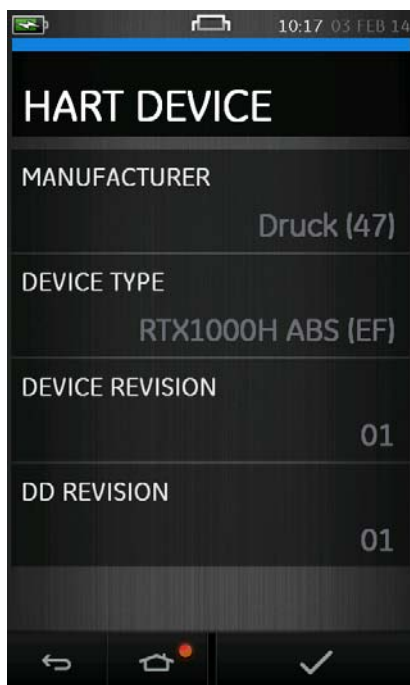 10:17 03 FEB 14
HART DEVICE
MANUFACTURER
Druck (47)
DEVICE TYPE
RTX1000H ABS (EF)
DEVICE REVISION
01
DD REVISION
01